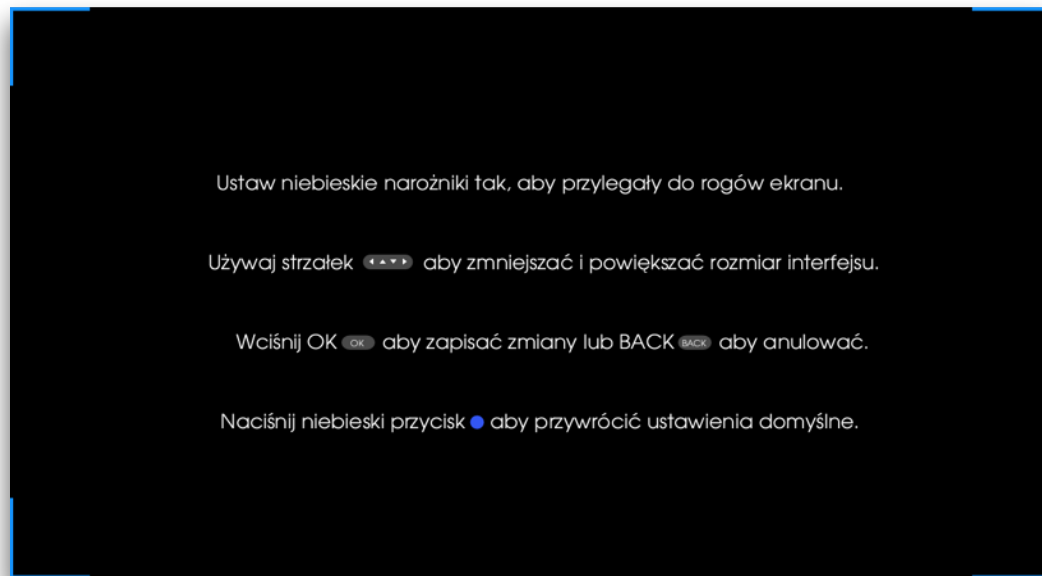 Ustaw niebieskie narożniki tak, aby przylegały do rogów ekranu.
Używaj strzałek aby zmniejszać i powiększać rozmiar interfejsu.
Wciśnij OK OK aby zapisać zmiany lub BACK BACK aby anulować.
Naciśnij niebieski przycisk aby przywrócić ustawienia domyślne.